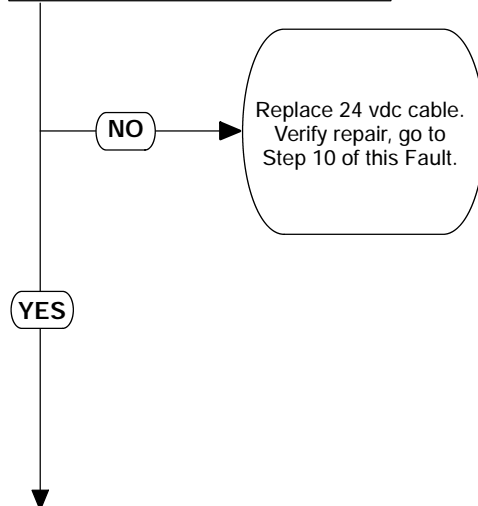 Replace 24 vdc cable.
Verify repair, go to
Step 10 of this Fault.
NO
YES